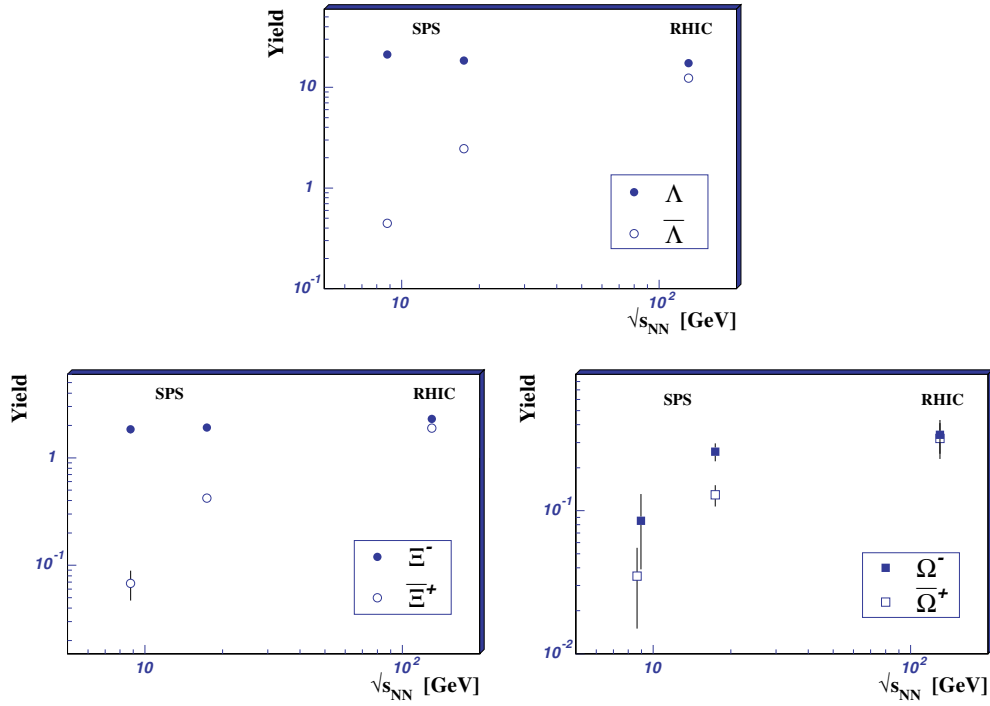 Yield
SPS
RHIC
10
1
Λ
Λ̅
10⁻¹
10
10²
√sNN [GeV]
Yield
SPS
RHIC
1
10⁻¹
Ξ⁻
Ξ̅⁺
10
10²
√sNN [GeV]
Yield
SPS
RHIC
10⁻¹
Ω⁻
Ω̅⁺
10⁻²
10
10²
√sNN [GeV]